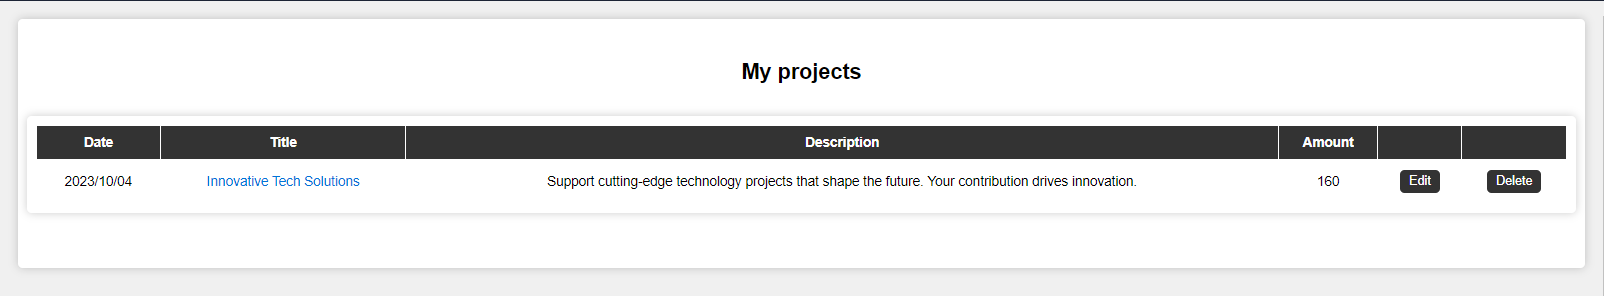 My projects
Date Title Description Amount
2023/10/04 Innovative Tech Solutions Support cutting-edge technology projects that shape the future. Your contribution drives innovation. 160 Edit Delete